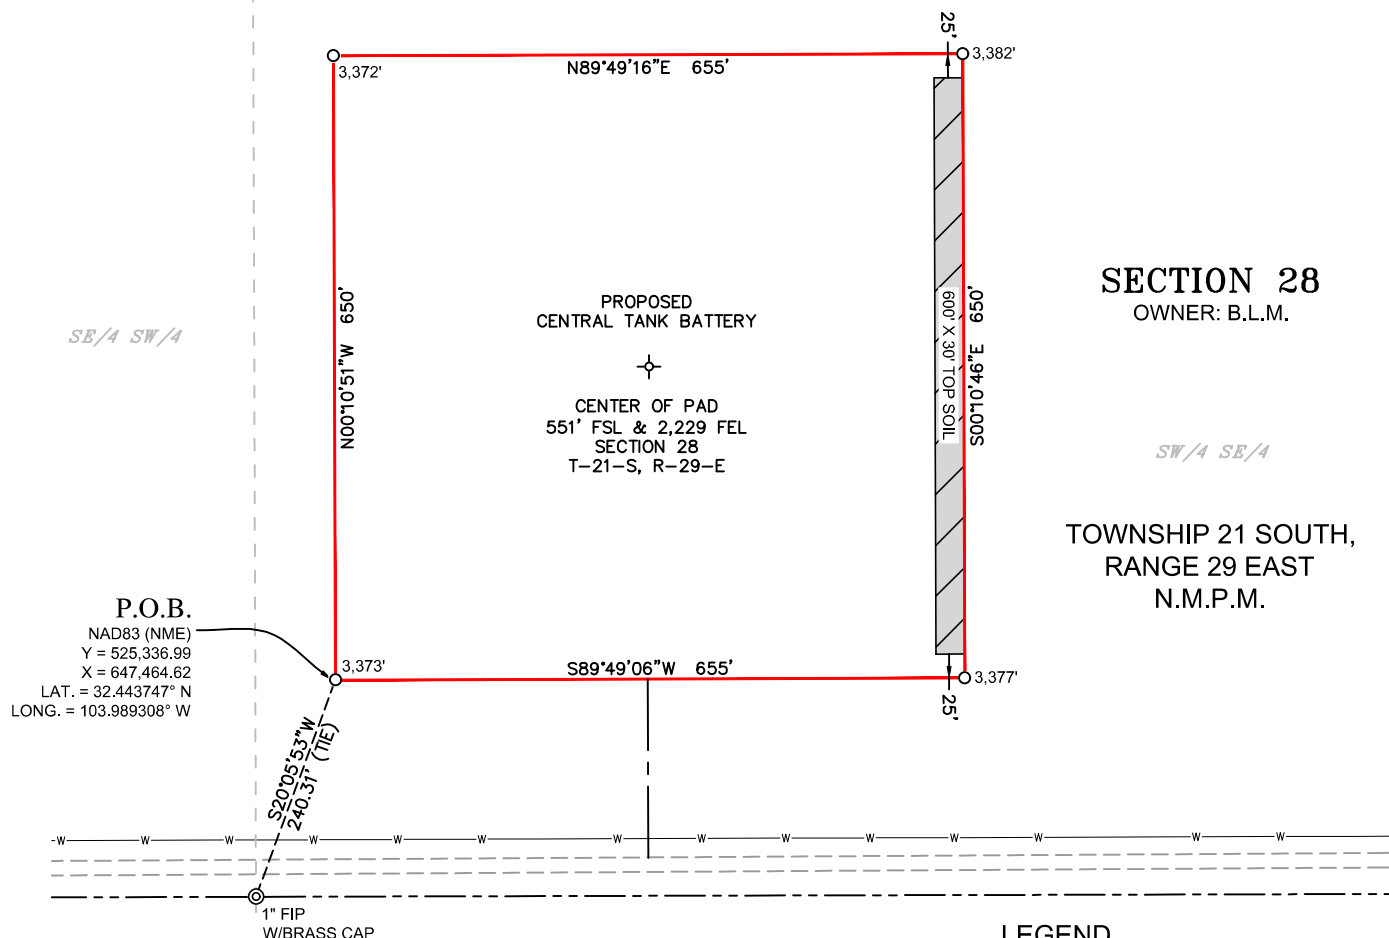 25'
3,372'
N89°49'16"E 655'
3,382'
N00°10'51"W 650'
PROPOSED
CENTRAL TANK BATTERY
CENTER OF PAD
551' FSL & 2,229 FEL
SECTION 28
T-21-S, R-29-E
600' X 30' TOP SOIL
S00°10'46"E 650'
SECTION 28
OWNER: B.L.M.
SE/4 SW/4
SW/4 SE/4
TOWNSHIP 21 SOUTH,
RANGE 29 EAST
N.M.P.M.
P.O.B.
NAD83 (NME)
Y = 525,336.99
X = 647,464.62
LAT. = 32.443747° N
LONG. = 103.989308° W
3,373'
S89°49'06"W 655'
3,377'
25'
S20°05'53"W
240.31' (TIE)
W W W W W W W W W W W W W W
1" FIP
W/BRASS CAP
LEGEND